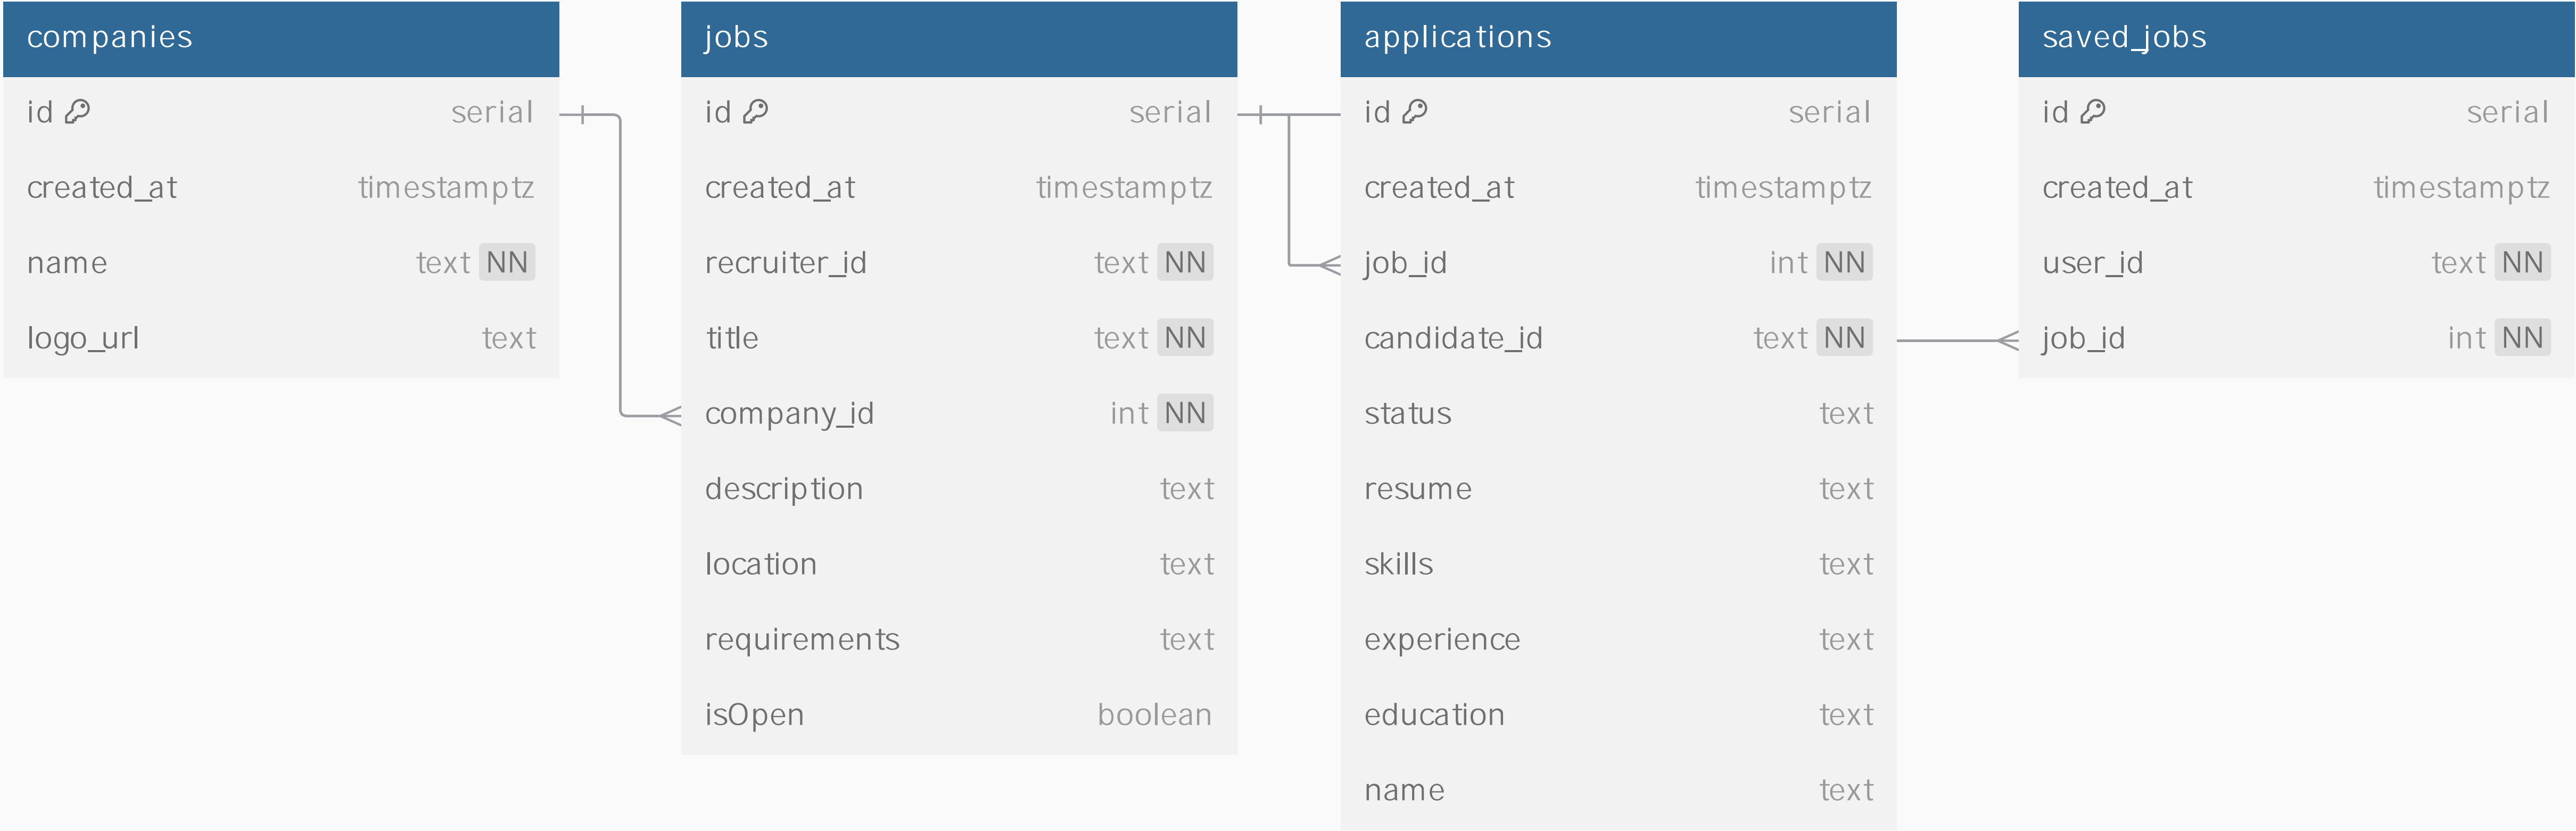 companies
id serial
created_at timestamptz
name text NN
logo_url text
jobs
id serial
created_at timestamptz
recruiter_id text NN
title text NN
company_id int NN
description text
location text
requirements text
isOpen boolean
applications
id serial
created_at timestamptz
job_id int NN
candidate_id text NN
status text
resume text
skills text
experience text
education text
name text
saved_jobs
id serial
created_at timestamptz
user_id text NN
job_id int NN